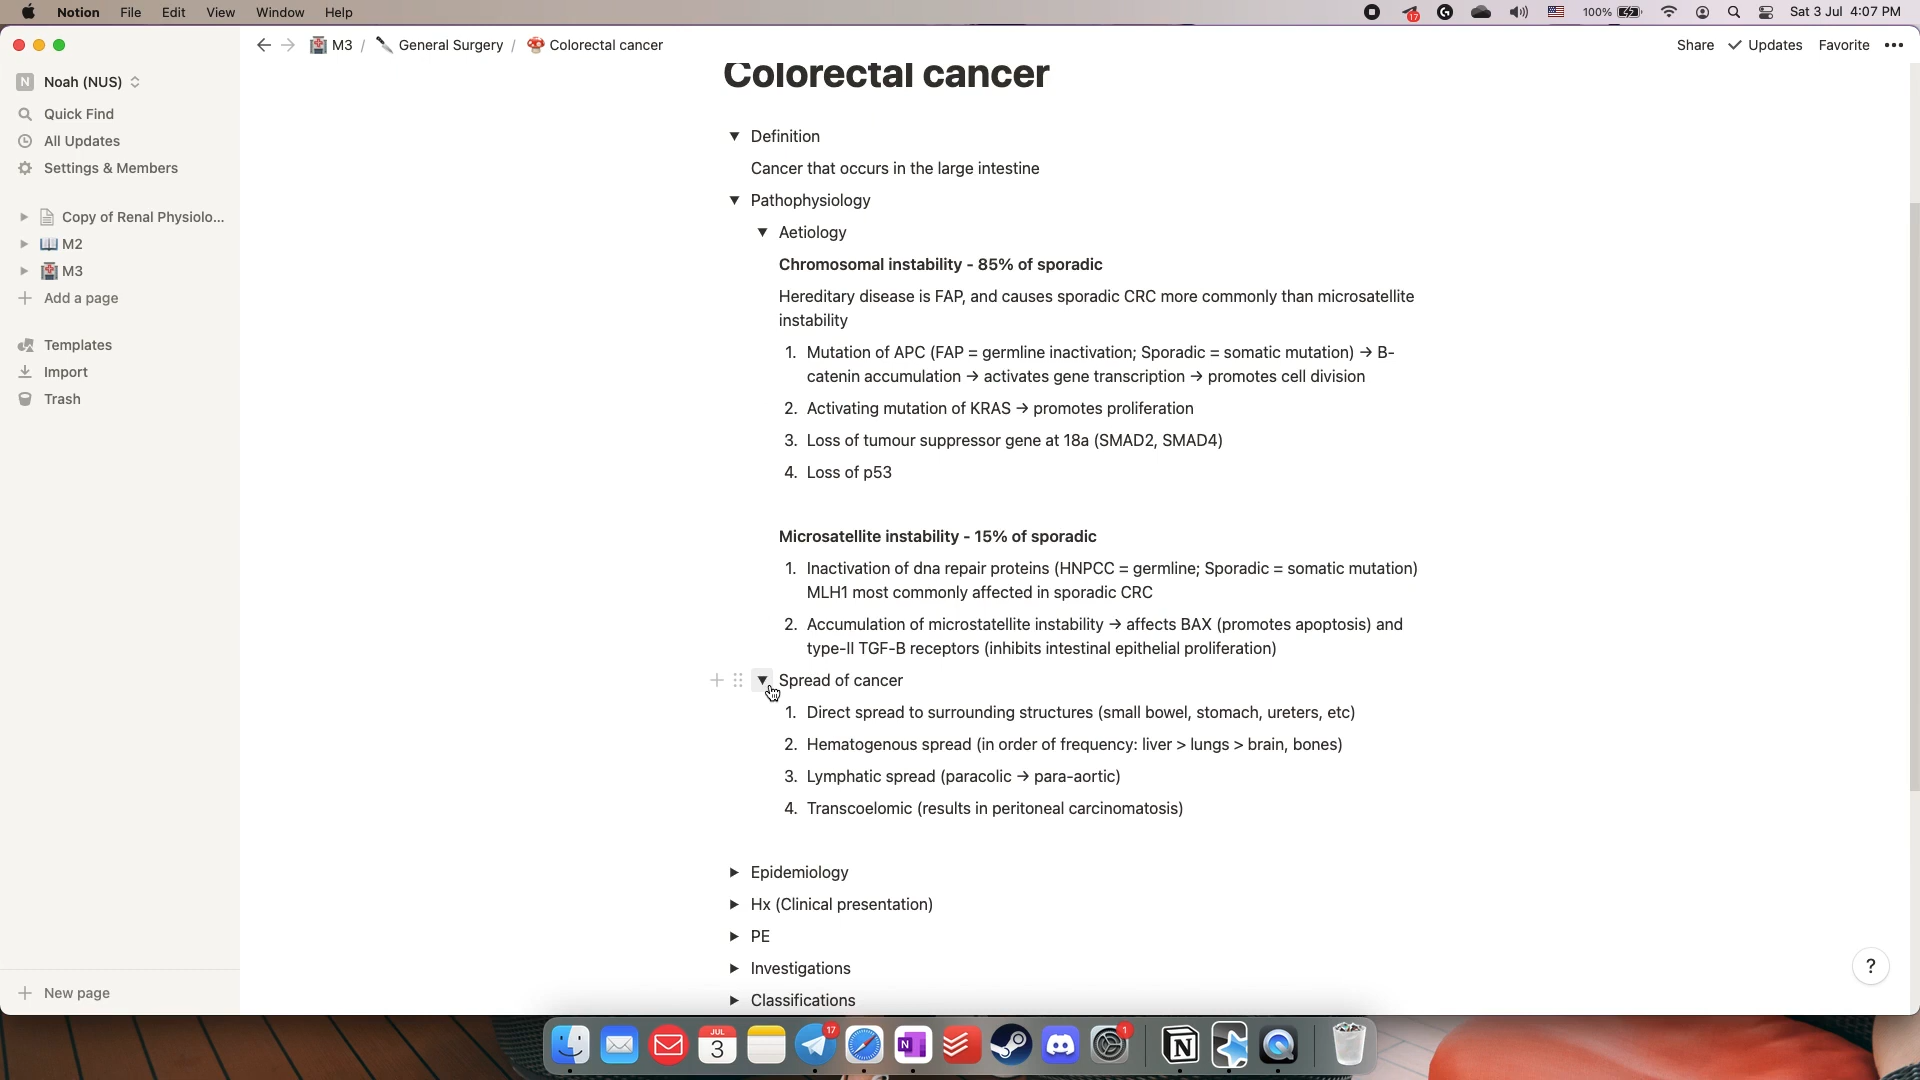 Notion File Edit View Window Help 17 100% Sat 3 Jul 4:07 PM
M3 / General Surgery / Colorectal cancer Share Updates Favorite
N Noah (NUS)
Quick Find
All Updates
Settings & Members
Copy of Renal Physiolo...
M2
M3
Add a page
Templates
Import
Trash
New page
Colorectal cancer
Definition
Cancer that occurs in the large intestine
Pathophysiology
Aetiology
Chromosomal instability - 85% of sporadic
Hereditary disease is FAP, and causes sporadic CRC more commonly than microsatellite
instability
1. Mutation of APC (FAP = germline inactivation; Sporadic = somatic mutation) → B-
catenin accumulation → activates gene transcription → promotes cell division
2. Activating mutation of KRAS → promotes proliferation
3. Loss of tumour suppressor gene at 18a (SMAD2, SMAD4)
4. Loss of p53
Microsatellite instability - 15% of sporadic
1. Inactivation of dna repair proteins (HNPCC = germline; Sporadic = somatic mutation)
MLH1 most commonly affected in sporadic CRC
2. Accumulation of microstatellite instability → affects BAX (promotes apoptosis) and
type-II TGF-B receptors (inhibits intestinal epithelial proliferation)
Spread of cancer
1. Direct spread to surrounding structures (small bowel, stomach, ureters, etc)
2. Hematogenous spread (in order of frequency: liver > lungs > brain, bones)
3. Lymphatic spread (paracolic → para-aortic)
4. Transcoelomic (results in peritoneal carcinomatosis)
Epidemiology
Hx (Clinical presentation)
PE
Investigations
Classifications
?
JUL 3 17 N 1 N